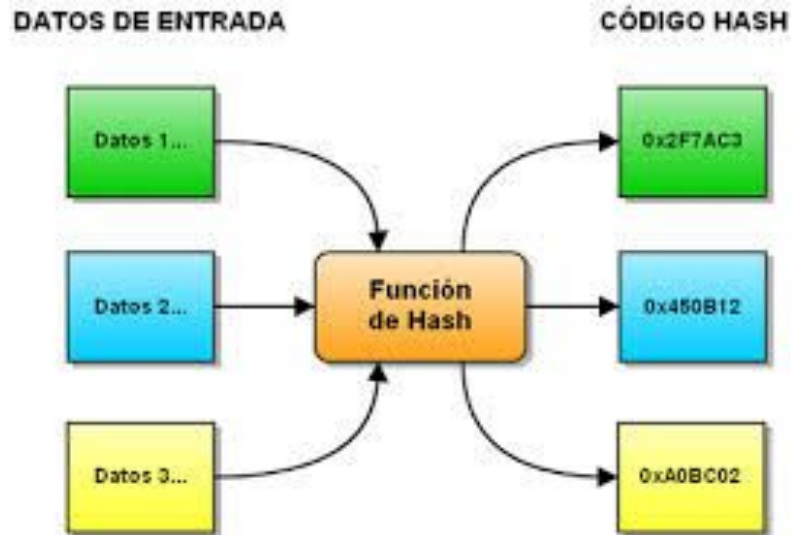 DATOS DE ENTRADA
CÓDIGO HASH
Datos 1...
0x2F7AC3
Datos 2...
Función
de Hash
0x450B12
Datos 3...
0xA0BC02